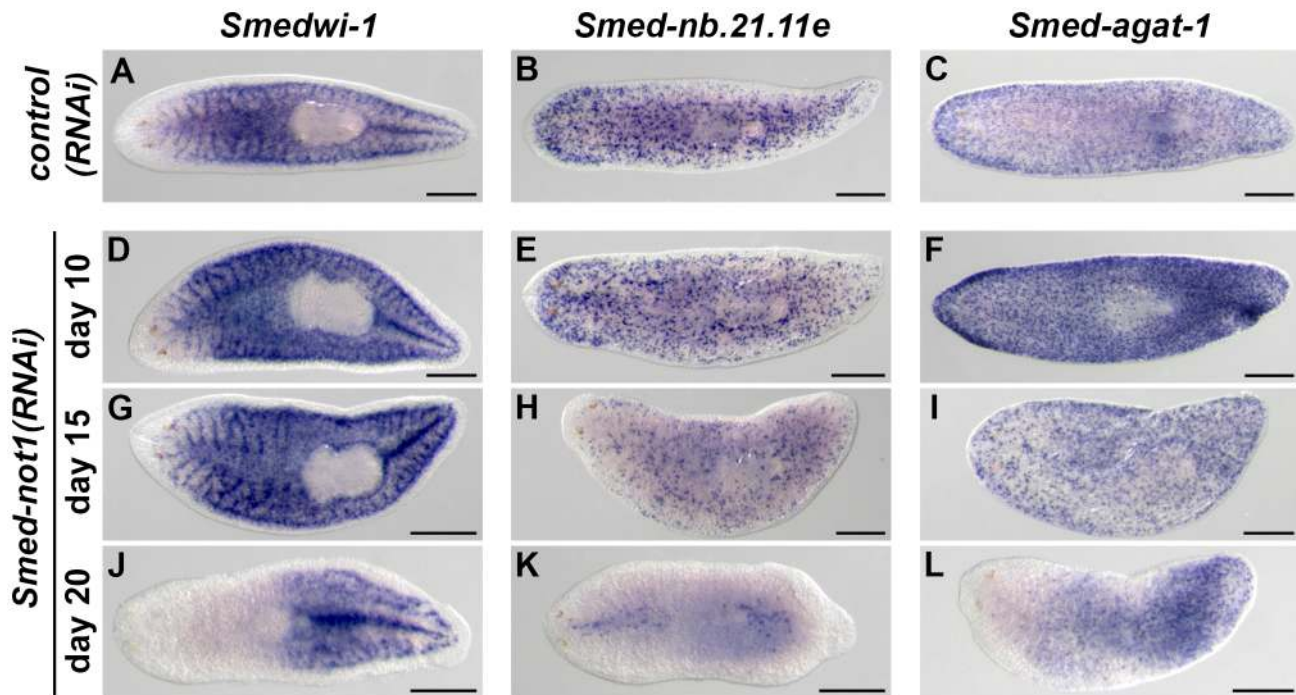 Smedwi-1 Smed-nb.21.11e Smed-agat-1
control
(RNAi)
A B C
Smed-not1(RNAi)
day 10
D E F
day 15
G H I
day 20
J K L